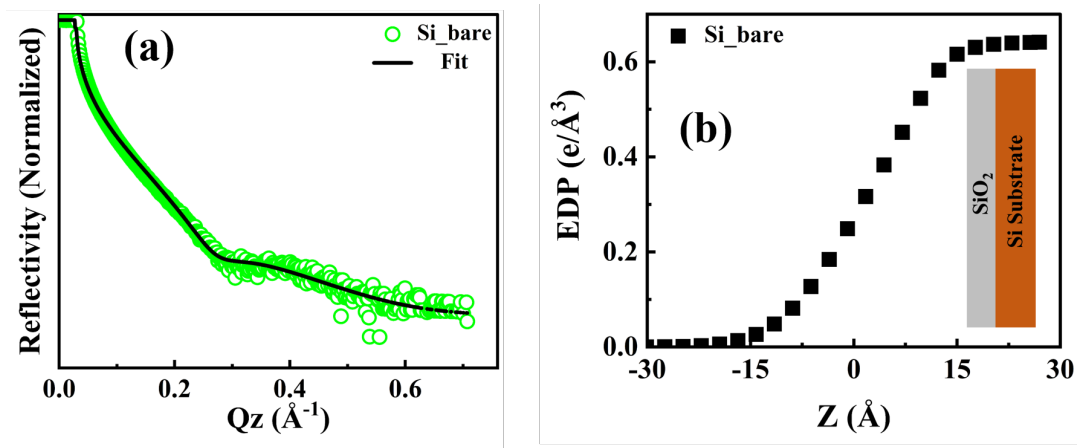 (a)
Si_bare
Fit
Reflectivity (Normalized)
0.0 0.2 0.4 0.6
Qz (Å⁻¹)
Si_bare
(b)
EDP (e/Å³)
0.6
0.4
0.2
0.0
SiO₂
Si Substrate
-30 -15 0 15 30
Z (Å)